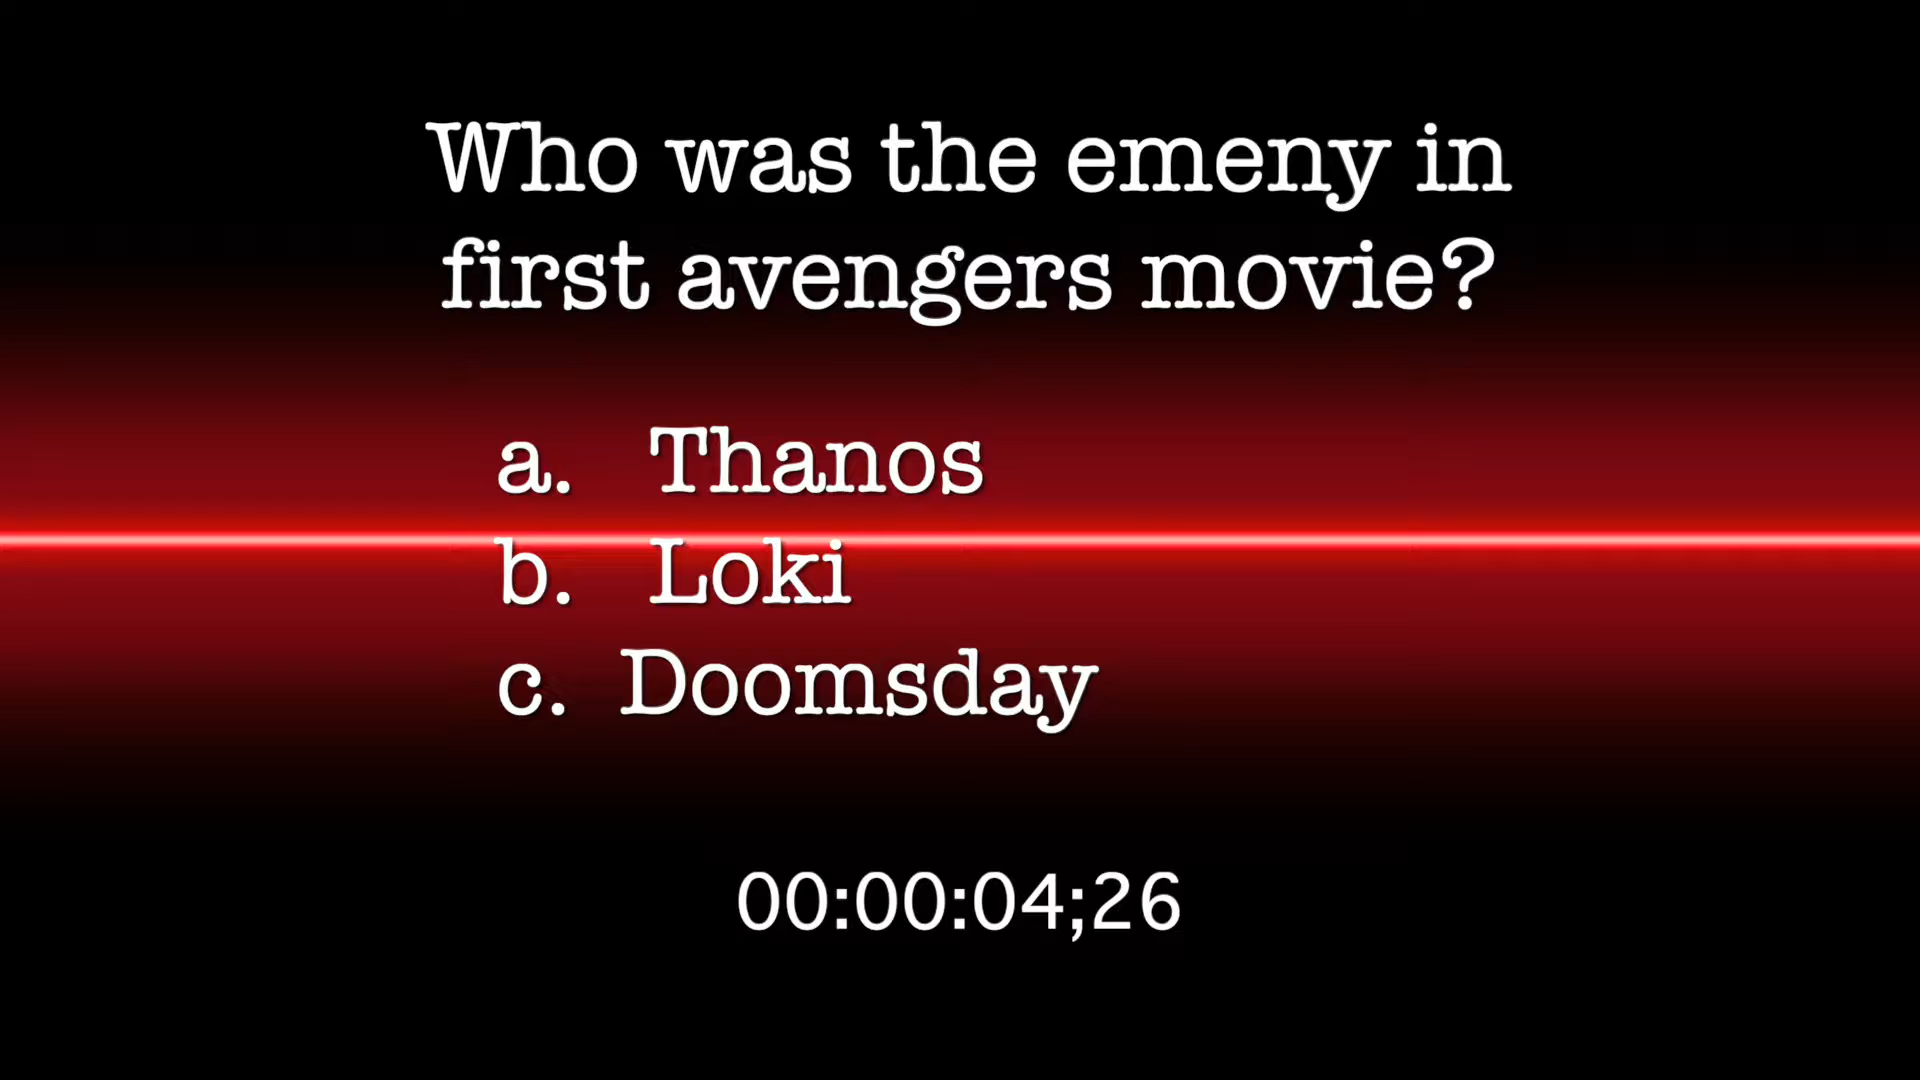 Who was the emeny in
first avengers movie?
a. Thanos
b. Loki
c. Doomsday
00:00:04;26